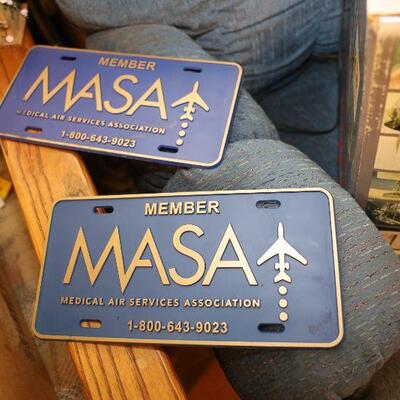 MEMBER
MASA
MEDICAL AIR SERVICES ASSOCIATION
1-800-643-9023
MEMBER
MASA
MEDICAL AIR SERVICES ASSOCIATION
1-800-643-9023